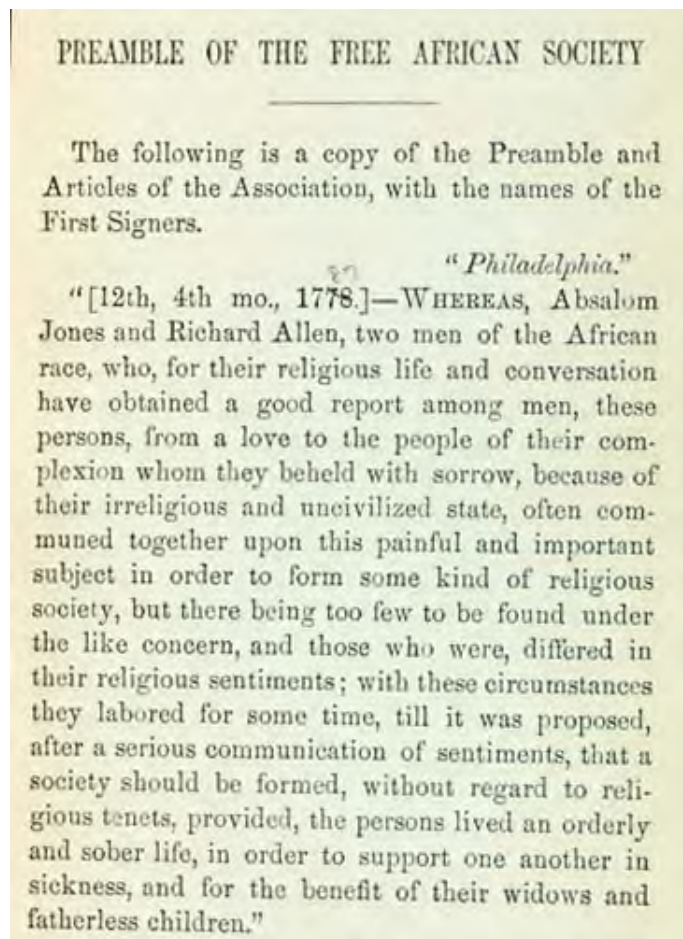 PREAMBLE OF THE FREE AFRICAN SOCIETY
The following is a copy of the Preamble and
Articles of the Association, with the names of the
First Signers.
"Philadelphia."
87
"[12th, 4th mo., 1778.]—WHEREAS, Absalom
Jones and Richard Allen, two men of the African
race, who, for their religious life and conversation
have obtained a good report among men, these
persons, from a love to the people of their com-
plexion whom they beheld with sorrow, because of
their irreligious and uncivilized state, often com-
muned together upon this painful and important
subject in order to form some kind of religious
society, but there being too few to be found under
the like concern, and those who were, differed in
their religious sentiments; with these circumstances
they labored for some time, till it was proposed,
after a serious communication of sentiments, that a
society should be formed, without regard to reli-
gious tenets, provided, the persons lived an orderly
and sober life, in order to support one another in
sickness, and for the benefit of their widows and
fatherless children."